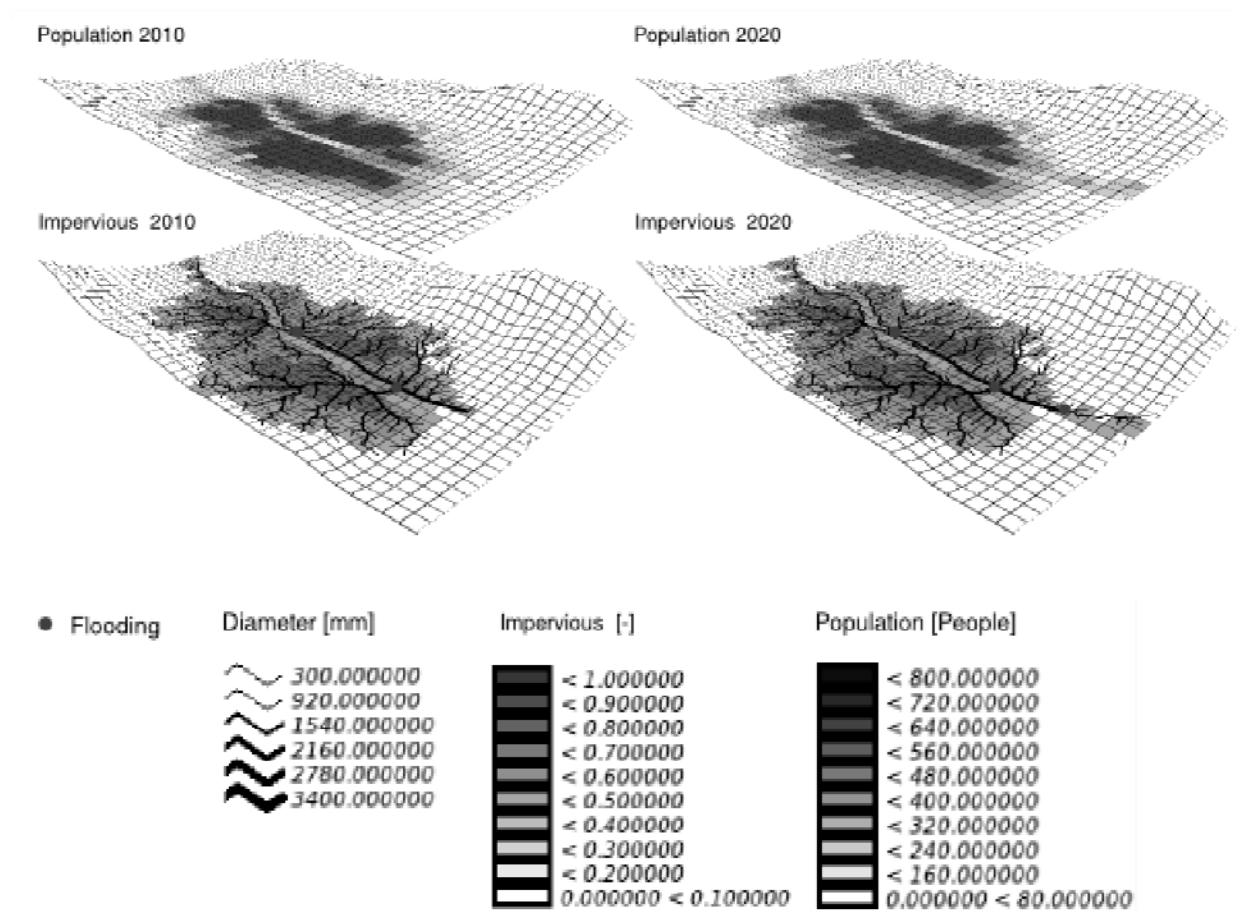 Population 2010
Population 2020
Impervious 2010
Impervious 2020
Flooding
Diameter [mm]
300.000000
920.000000
1540.000000
2160.000000
2780.000000
3400.000000
Impervious [-]
< 1.000000
< 0.900000
< 0.800000
< 0.700000
< 0.600000
< 0.500000
< 0.400000
< 0.300000
< 0.200000
0.000000 < 0.100000
Population [People]
< 800.000000
< 720.000000
< 640.000000
< 560.000000
< 480.000000
< 400.000000
< 320.000000
< 240.000000
< 160.000000
0.000000 < 80.000000